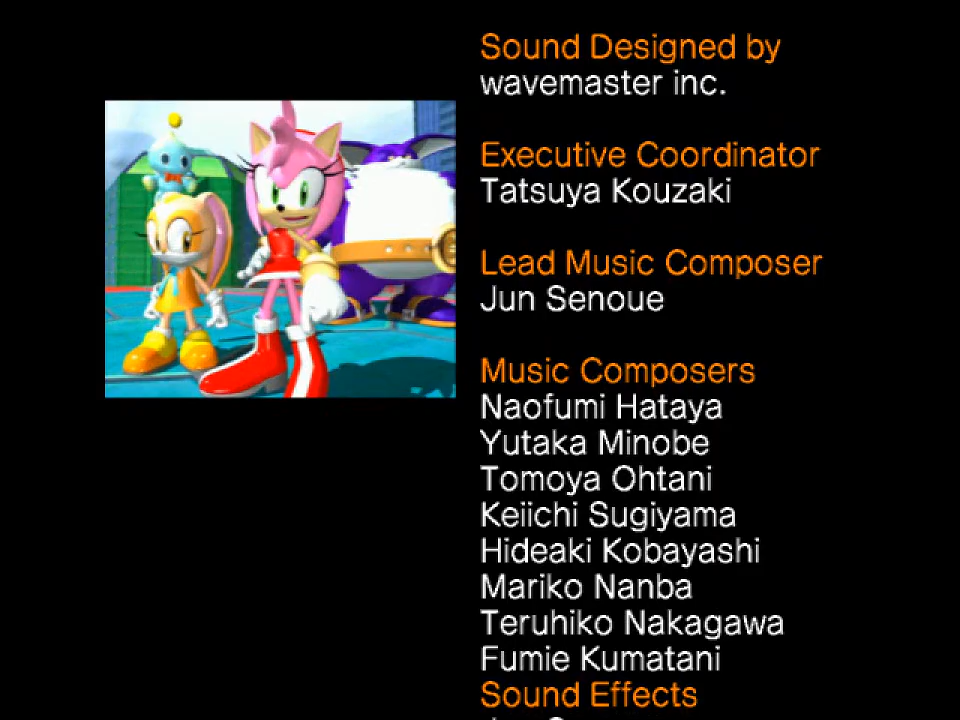 Sound Designed by
wavemaster inc.
Executive Coordinator
Tatsuya Kouzaki
Lead Music Composer
Jun Senoue
Music Composers
Naofumi Hataya
Yutaka Minobe
Tomoya Ohtani
Keiichi Sugiyama
Hideaki Kobayashi
Mariko Nanba
Teruhiko Nakagawa
Fumie Kumatani
Sound Effects